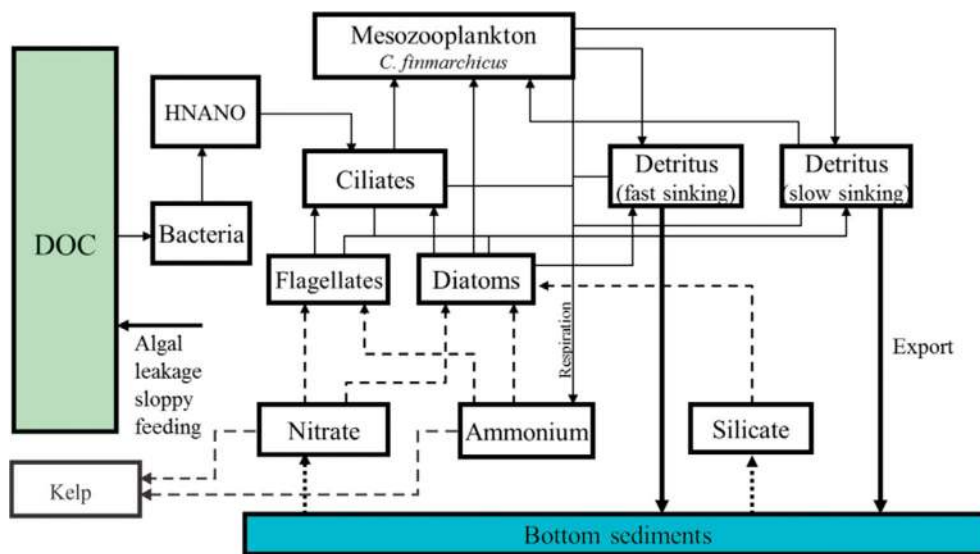 Mesozooplankton
C. finmarchicus
HNANO
Ciliates
Detritus
(fast sinking)
Detritus
(slow sinking)
DOC
Bacteria
Flagellates
Diatoms
Respiration
Algal
leakage
sloppy
feeding
Export
Nitrate
Ammonium
Silicate
Kelp
Bottom sediments